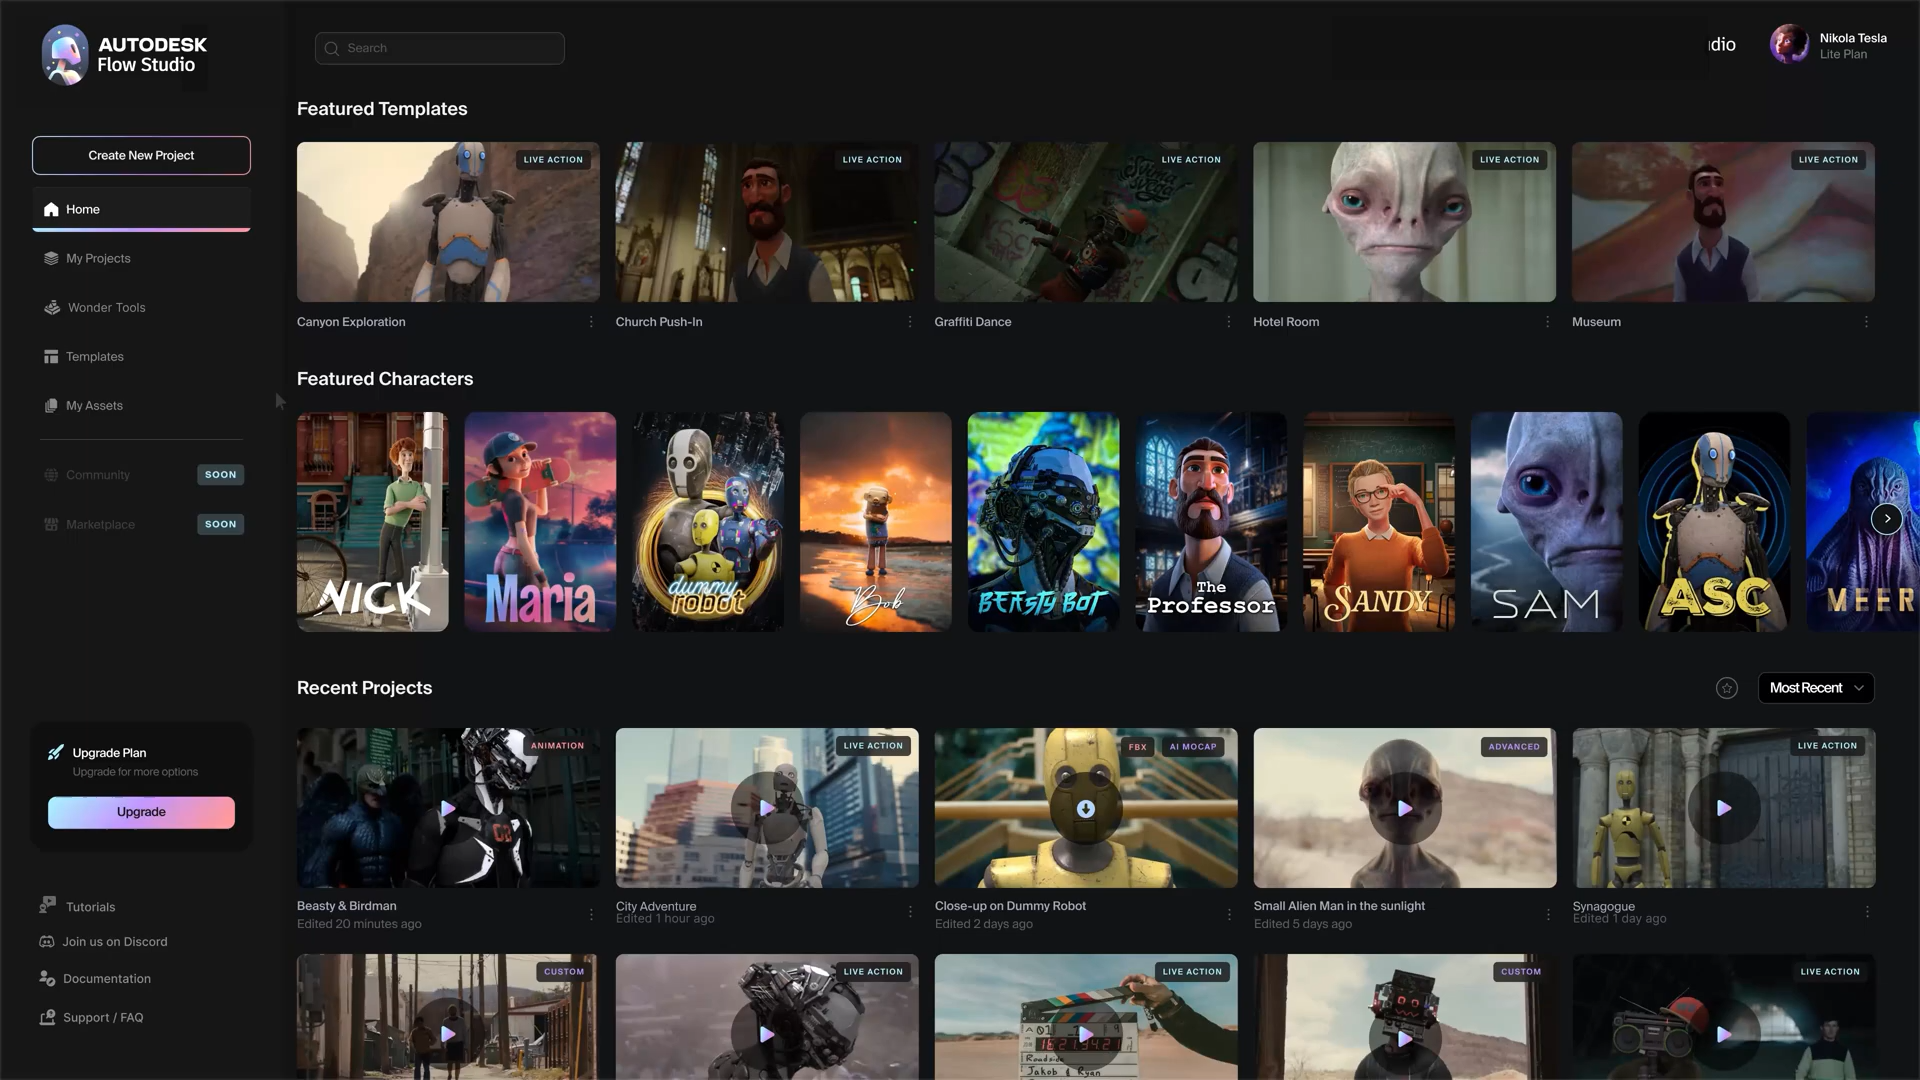 AUTODESK
Flow Studio
Search
dio
Nikola Tesla
Lite Plan
Create New Project
Home
My Projects
Wonder Tools
Templates
My Assets
Community
SOON
Marketplace
SOON
Upgrade Plan
Upgrade for more options
Upgrade
Tutorials
Join us on Discord
Documentation
Support / FAQ
Featured Templates
LIVE ACTION
LIVE ACTION
LIVE ACTION
LIVE ACTION
LIVE ACTION
Canyon Exploration
Church Push-In
Graffiti Dance
Hotel Room
Museum
Featured Characters
NICK
Maria
dummy
robot
Bob
BEASTY BOT
The
Professor
SANDY
SAM
ASC
MEER
Recent Projects
Most Recent
ANIMATION
LIVE ACTION
FBX
AI MOCAP
ADVANCED
LIVE ACTION
Beasty & Birdman
Edited 20 minutes ago
City Adventure
Edited 1 hour ago
Close-up on Dummy Robot
Edited 2 days ago
Small Alien Man in the sunlight
Edited 5 days ago
Synagogue
Edited 1 day ago
CUSTOM
LIVE ACTION
LIVE ACTION
CUSTOM
LIVE ACTION
A01
Roadside
Jakob & Ryan